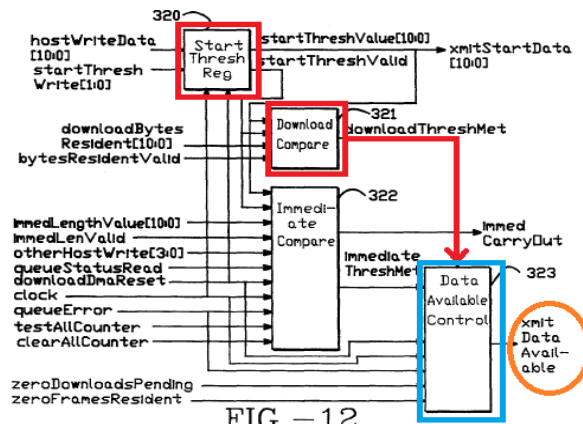 320
hostWriteData
[10:0]
startThresh
Write[1:0]
Start
Thresh
Reg
startThreshValue[10:0]
startThreshValid
xmitStartData
[10:0]
321
downloadBytes
Resident[10:0]
bytesResidentValid
Download
Compare
downloadThreshMet
322
ImmedLengthValue[10:0]
ImmedLenValid
otherHostWrite[3:0]
queueStatusRead
downloadDmaReset
clock
queueError
testAllCounter
clearAllCounter
Immedi-
ate
Compare
Immed
CarryOut
Immediate
ThreshMet
323
Data
Available
Control
xmit
Data
Avail-
able
zeroDownloadsPending
zeroFramesResident
FIG -12